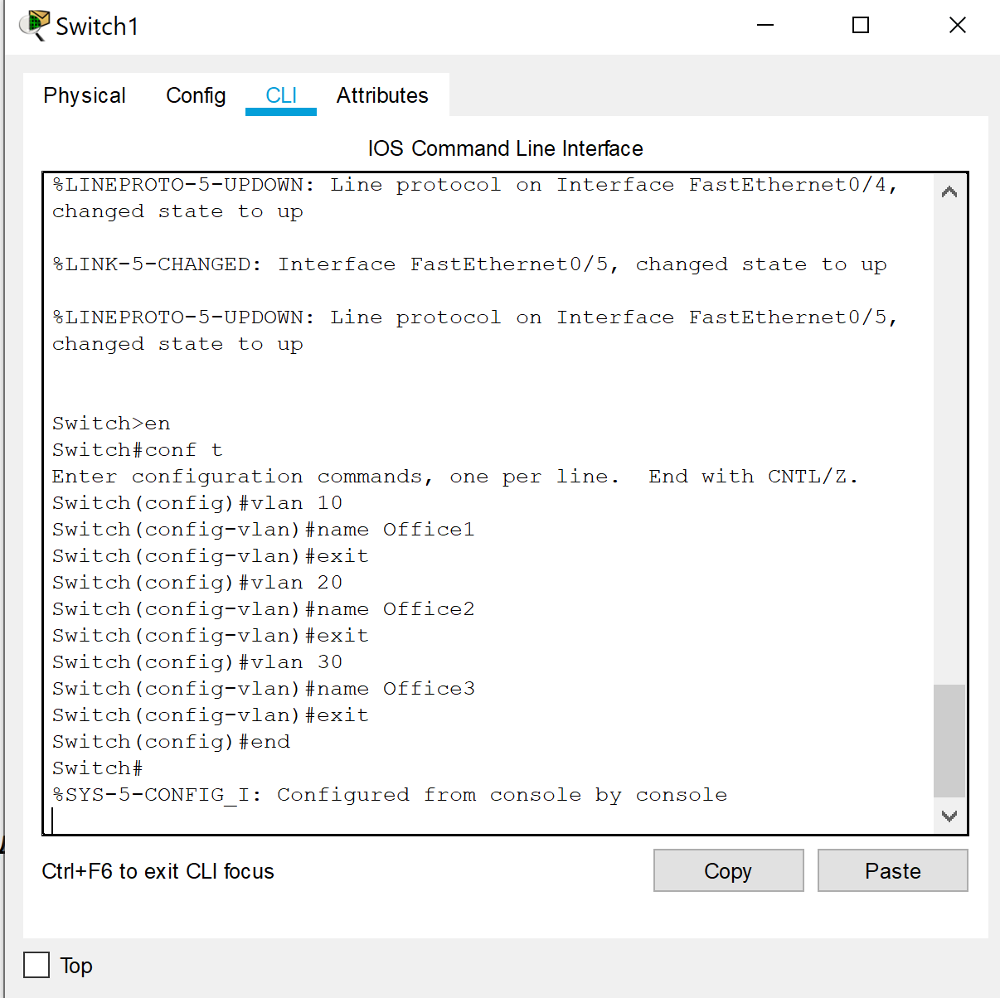 Switch1
Physical Config CLI Attributes
IOS Command Line Interface
%LINEPROTO-5-UPDOWN: Line protocol on Interface FastEthernet0/4,
changed state to up
%LINK-5-CHANGED: Interface FastEthernet0/5, changed state to up
%LINEPROTO-5-UPDOWN: Line protocol on Interface FastEthernet0/5,
changed state to up
Switch>en
Switch#conf t
Enter configuration commands, one per line.  End with CNTL/Z.
Switch(config)#vlan 10
Switch(config-vlan)#name Office1
Switch(config-vlan)#exit
Switch(config)#vlan 20
Switch(config-vlan)#name Office2
Switch(config-vlan)#exit
Switch(config)#vlan 30
Switch(config-vlan)#name Office3
Switch(config-vlan)#exit
Switch(config)#end
Switch#
%SYS-5-CONFIG_I: Configured from console by console
Ctrl+F6 to exit CLI focus
Copy Paste
Top